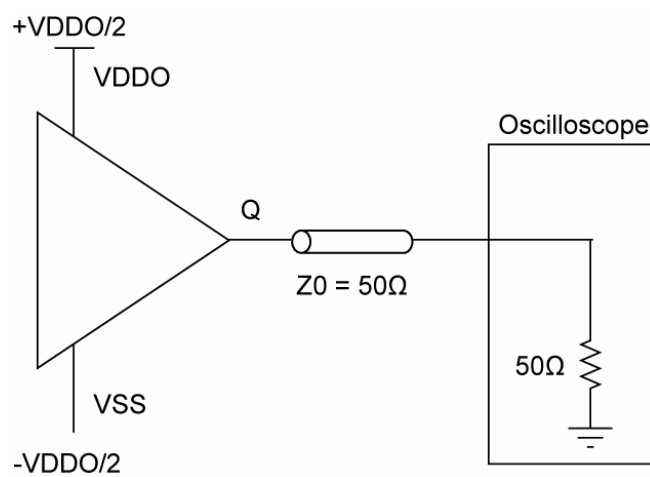 +VDDO/2
VDDO
Oscilloscope
Q
Z0 = 50Ω
50Ω
VSS
-VDDO/2